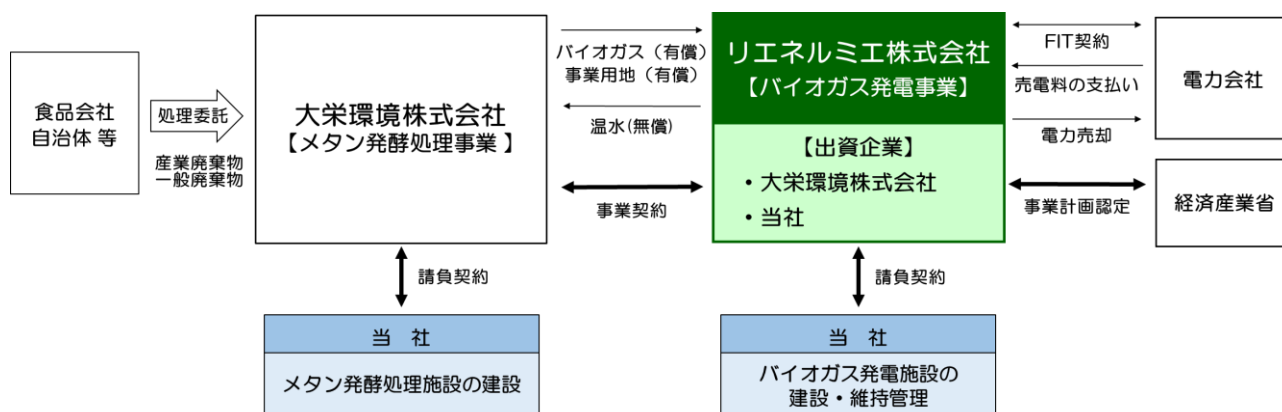 食品会社
自治体 等
処理委託
産業廃棄物
一般廃棄物
大栄環境株式会社
【メタン発酵処理事業 】
バイオガス（有償）
事業用地（有償）
温水(無償)
事業契約
リエネルミエ株式会社
【バイオガス発電事業】
【出資企業】
・大栄環境株式会社
・当社
FIT契約
売電料の支払い
電力売却
電力会社
事業計画認定
経済産業省
請負契約
請負契約
当 社
メタン発酵処理施設の建設
当 社
バイオガス発電施設の
建設・維持管理